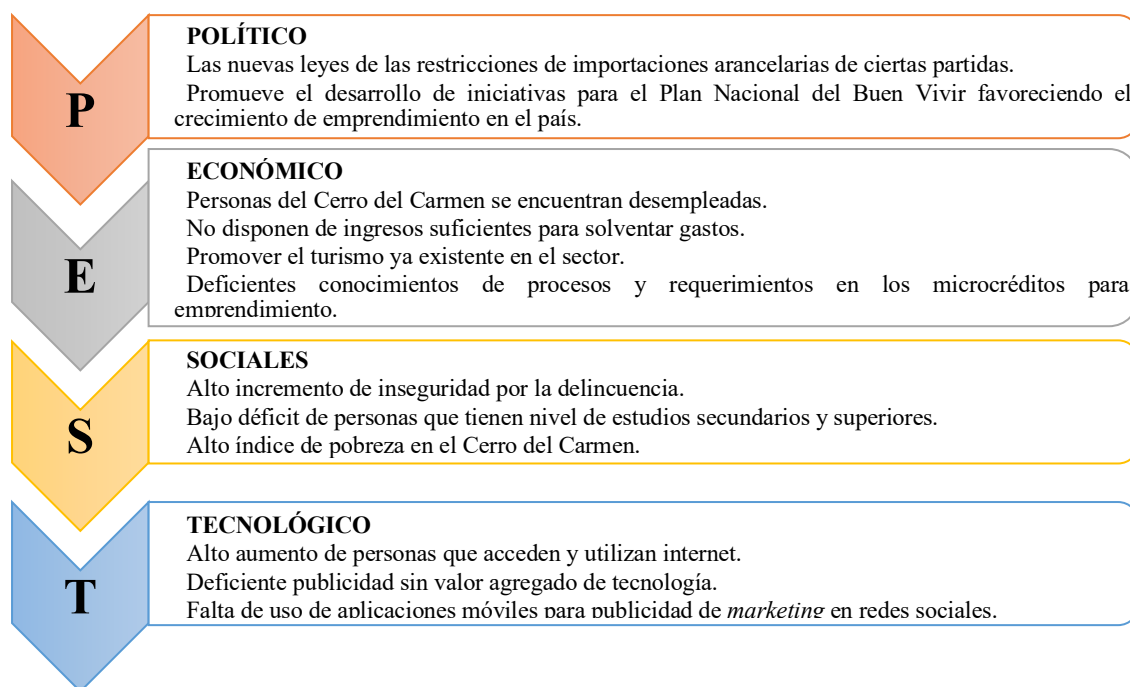 P
POLÍTICO
Las nuevas leyes de las restricciones de importaciones arancelarias de ciertas partidas.
Promueve el desarrollo de iniciativas para el Plan Nacional del Buen Vivir favoreciendo el
crecimiento de emprendimiento en el país.
E
ECONÓMICO
Personas del Cerro del Carmen se encuentran desempleadas.
No disponen de ingresos suficientes para solventar gastos.
Promover el turismo ya existente en el sector.
Deficientes conocimientos de procesos y requerimientos en los microcréditos para
emprendimiento.
S
SOCIALES
Alto incremento de inseguridad por la delincuencia.
Bajo déficit de personas que tienen nivel de estudios secundarios y superiores.
Alto índice de pobreza en el Cerro del Carmen.
T
TECNOLÓGICO
Alto aumento de personas que acceden y utilizan internet.
Deficiente publicidad sin valor agregado de tecnología.
Falta de uso de aplicaciones móviles para publicidad de marketing en redes sociales.